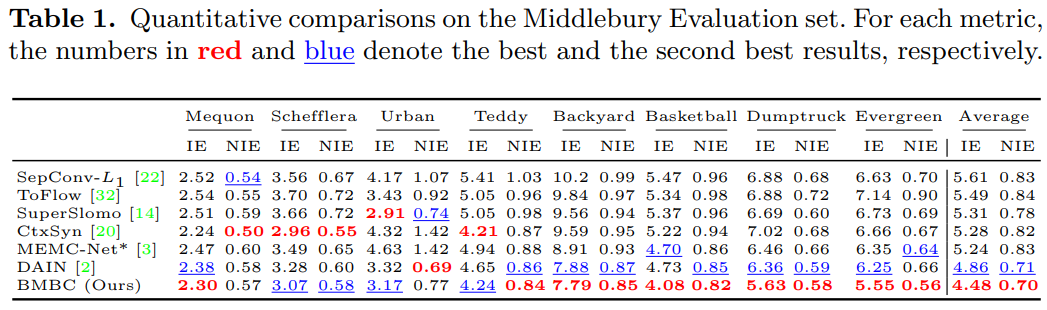 Table 1. Quantitative comparisons on the Middlebury Evaluation set. For each metric,
the numbers in red and blue denote the best and the second best results, respectively.
Mequon Schefflera Urban Teddy Backyard Basketball Dumptruck Evergreen Average
IE NIE IE NIE IE NIE IE NIE IE NIE IE NIE IE NIE IE NIE IE NIE
SepConv-L1 [22] 2.52 0.54 3.56 0.67 4.17 1.07 5.41 1.03 10.2 0.99 5.47 0.96 6.88 0.68 6.63 0.70 5.61 0.83
ToFlow [32] 2.54 0.55 3.70 0.72 3.43 0.92 5.05 0.96 9.84 0.97 5.34 0.98 6.88 0.72 7.14 0.90 5.49 0.84
SuperSlomo [14] 2.51 0.59 3.66 0.72 2.91 0.74 5.05 0.98 9.56 0.94 5.37 0.96 6.69 0.60 6.73 0.69 5.31 0.78
CtxSyn [20] 2.24 0.50 2.96 0.55 4.32 1.42 4.21 0.87 9.59 0.95 5.22 0.94 7.02 0.68 6.66 0.67 5.28 0.82
MEMC-Net* [3] 2.47 0.60 3.49 0.65 4.63 1.42 4.94 0.88 8.91 0.93 4.70 0.86 6.46 0.66 6.35 0.64 5.24 0.83
DAIN [2] 2.38 0.58 3.28 0.60 3.32 0.69 4.65 0.86 7.88 0.87 4.73 0.85 6.36 0.59 6.25 0.66 4.86 0.71
BMBC (Ours) 2.30 0.57 3.07 0.58 3.17 0.77 4.24 0.84 7.79 0.85 4.08 0.82 5.63 0.58 5.55 0.56 4.48 0.70